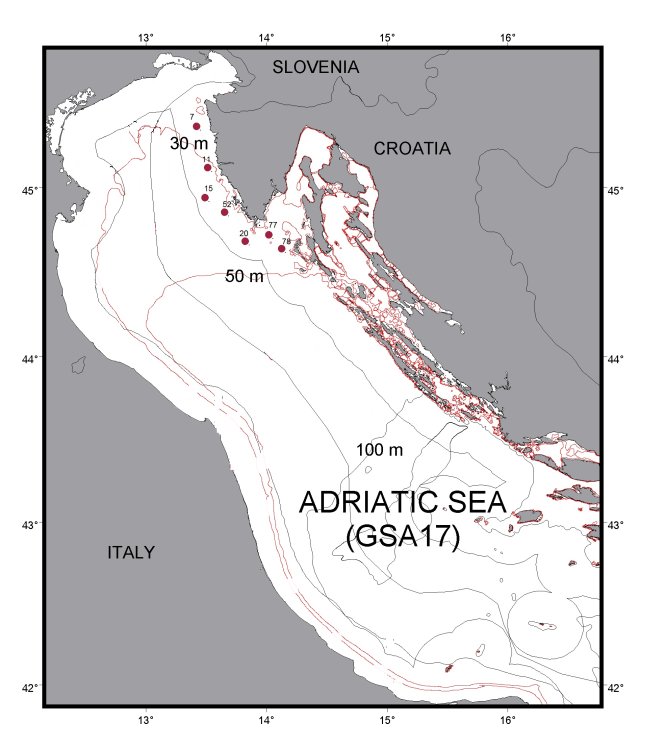 13° 14° 15° 16°
SLOVENIA
7
30 m
CROATIA
11
45° 45°
15
52
20 77
78
50 m
44° 44°
100 m
ADRIATIC SEA
(GSA17)
43° 43°
ITALY
42° 42°
13° 14° 15° 16°